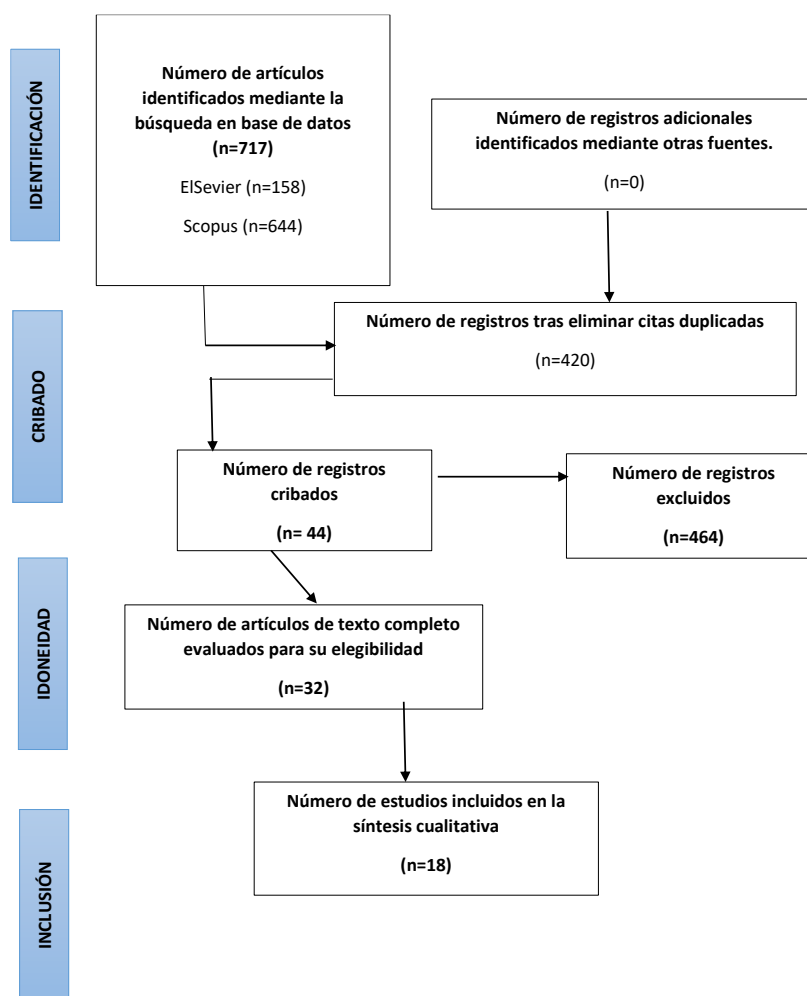 IDENTIFICACIÓN
Número de artículos
identificados mediante la
búsqueda en base de datos
(n=717)
ElSevier (n=158)
Scopus (n=644)
Número de registros adicionales
identificados mediante otras fuentes.
(n=0)
CRIBADO
Número de registros tras eliminar citas duplicadas
(n=420)
Número de registros
cribados
(n= 44)
Número de registros
excluidos
(n=464)
IDONEIDAD
Número de artículos de texto completo
evaluados para su elegibilidad
(n=32)
INCLUSIÓN
Número de estudios incluidos en la
síntesis cualitativa
(n=18)